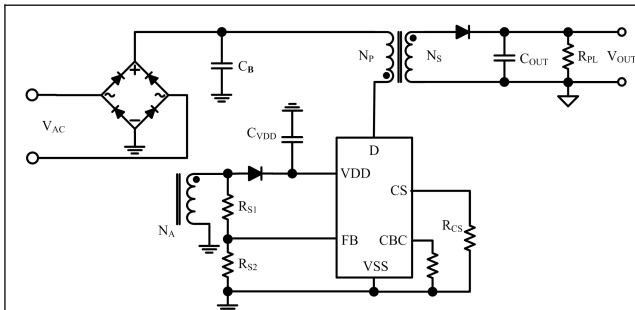 +
C_B
N_P
N_S
C_OUT
R_PL
V_OUT
~
~
V_AC
−
C_VDD
D
VDD
CS
R_S1
N_A
R_CS
FB
CBC
R_S2
VSS